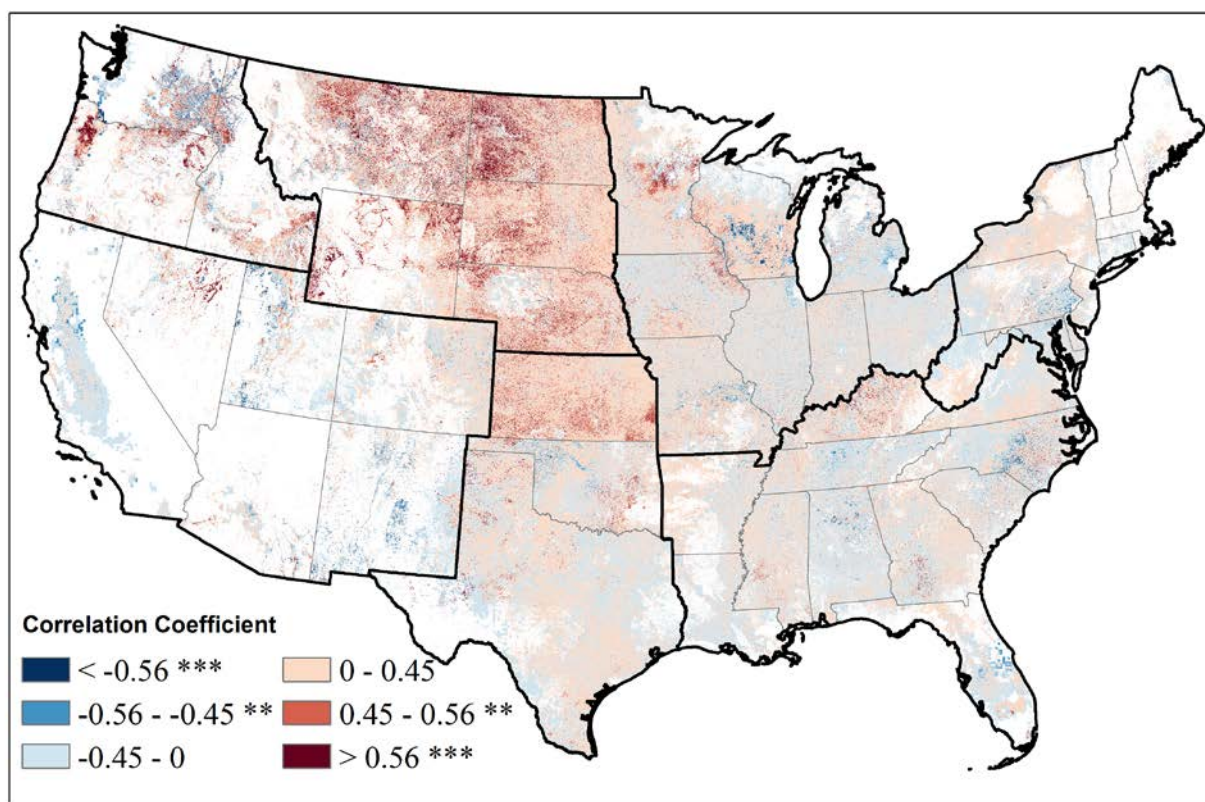 Correlation Coefficient
< -0.56 ***
0 - 0.45
-0.56 - -0.45 **
0.45 - 0.56 **
-0.45 - 0
> 0.56 ***